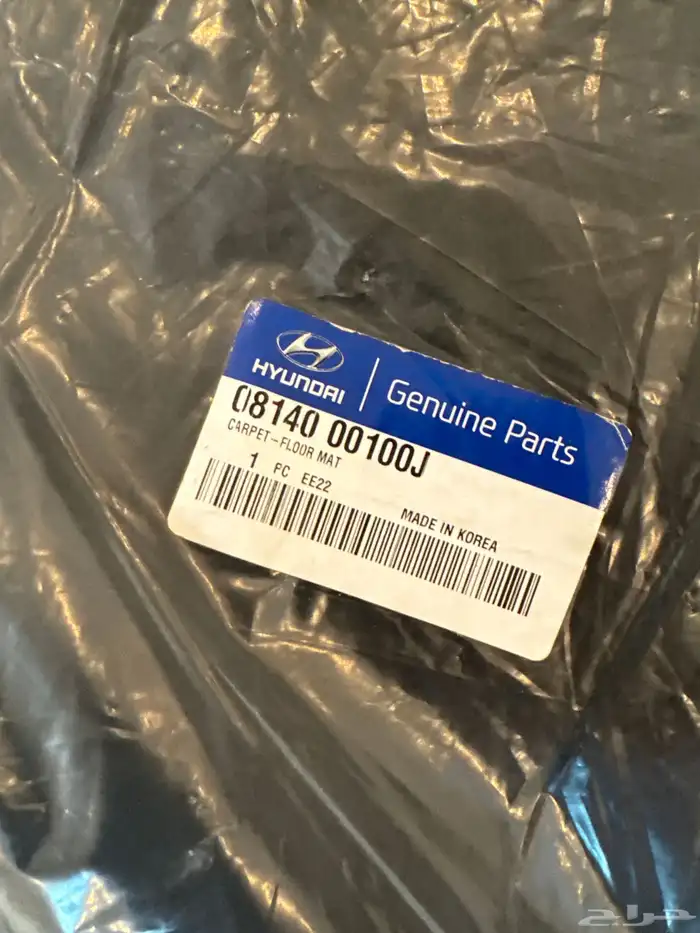 HYUNDAI | Genuine Parts
08140 00100J
CARPET-FLOOR MAT
1 PC EE22
MADE IN KOREA
حراج